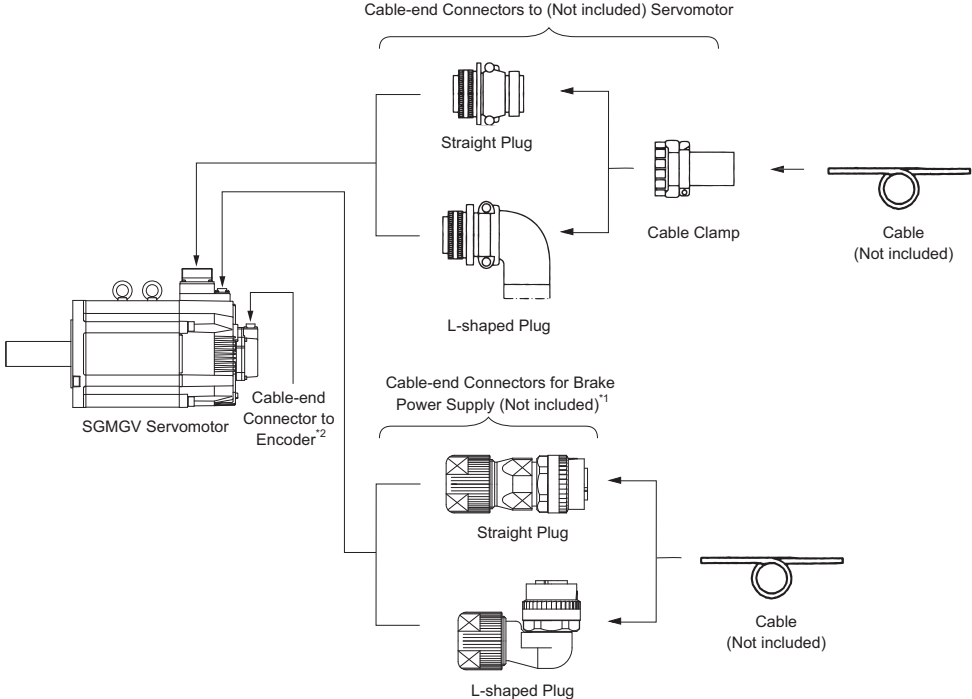 Cable-end Connectors to (Not included) Servomotor
Straight Plug
Cable Clamp
Cable
(Not included)
L-shaped Plug
SGMGV Servomotor
Cable-end
Connector to
Encoder*2
Cable-end Connectors for Brake
Power Supply (Not included)*1
Straight Plug
Cable
(Not included)
L-shaped Plug